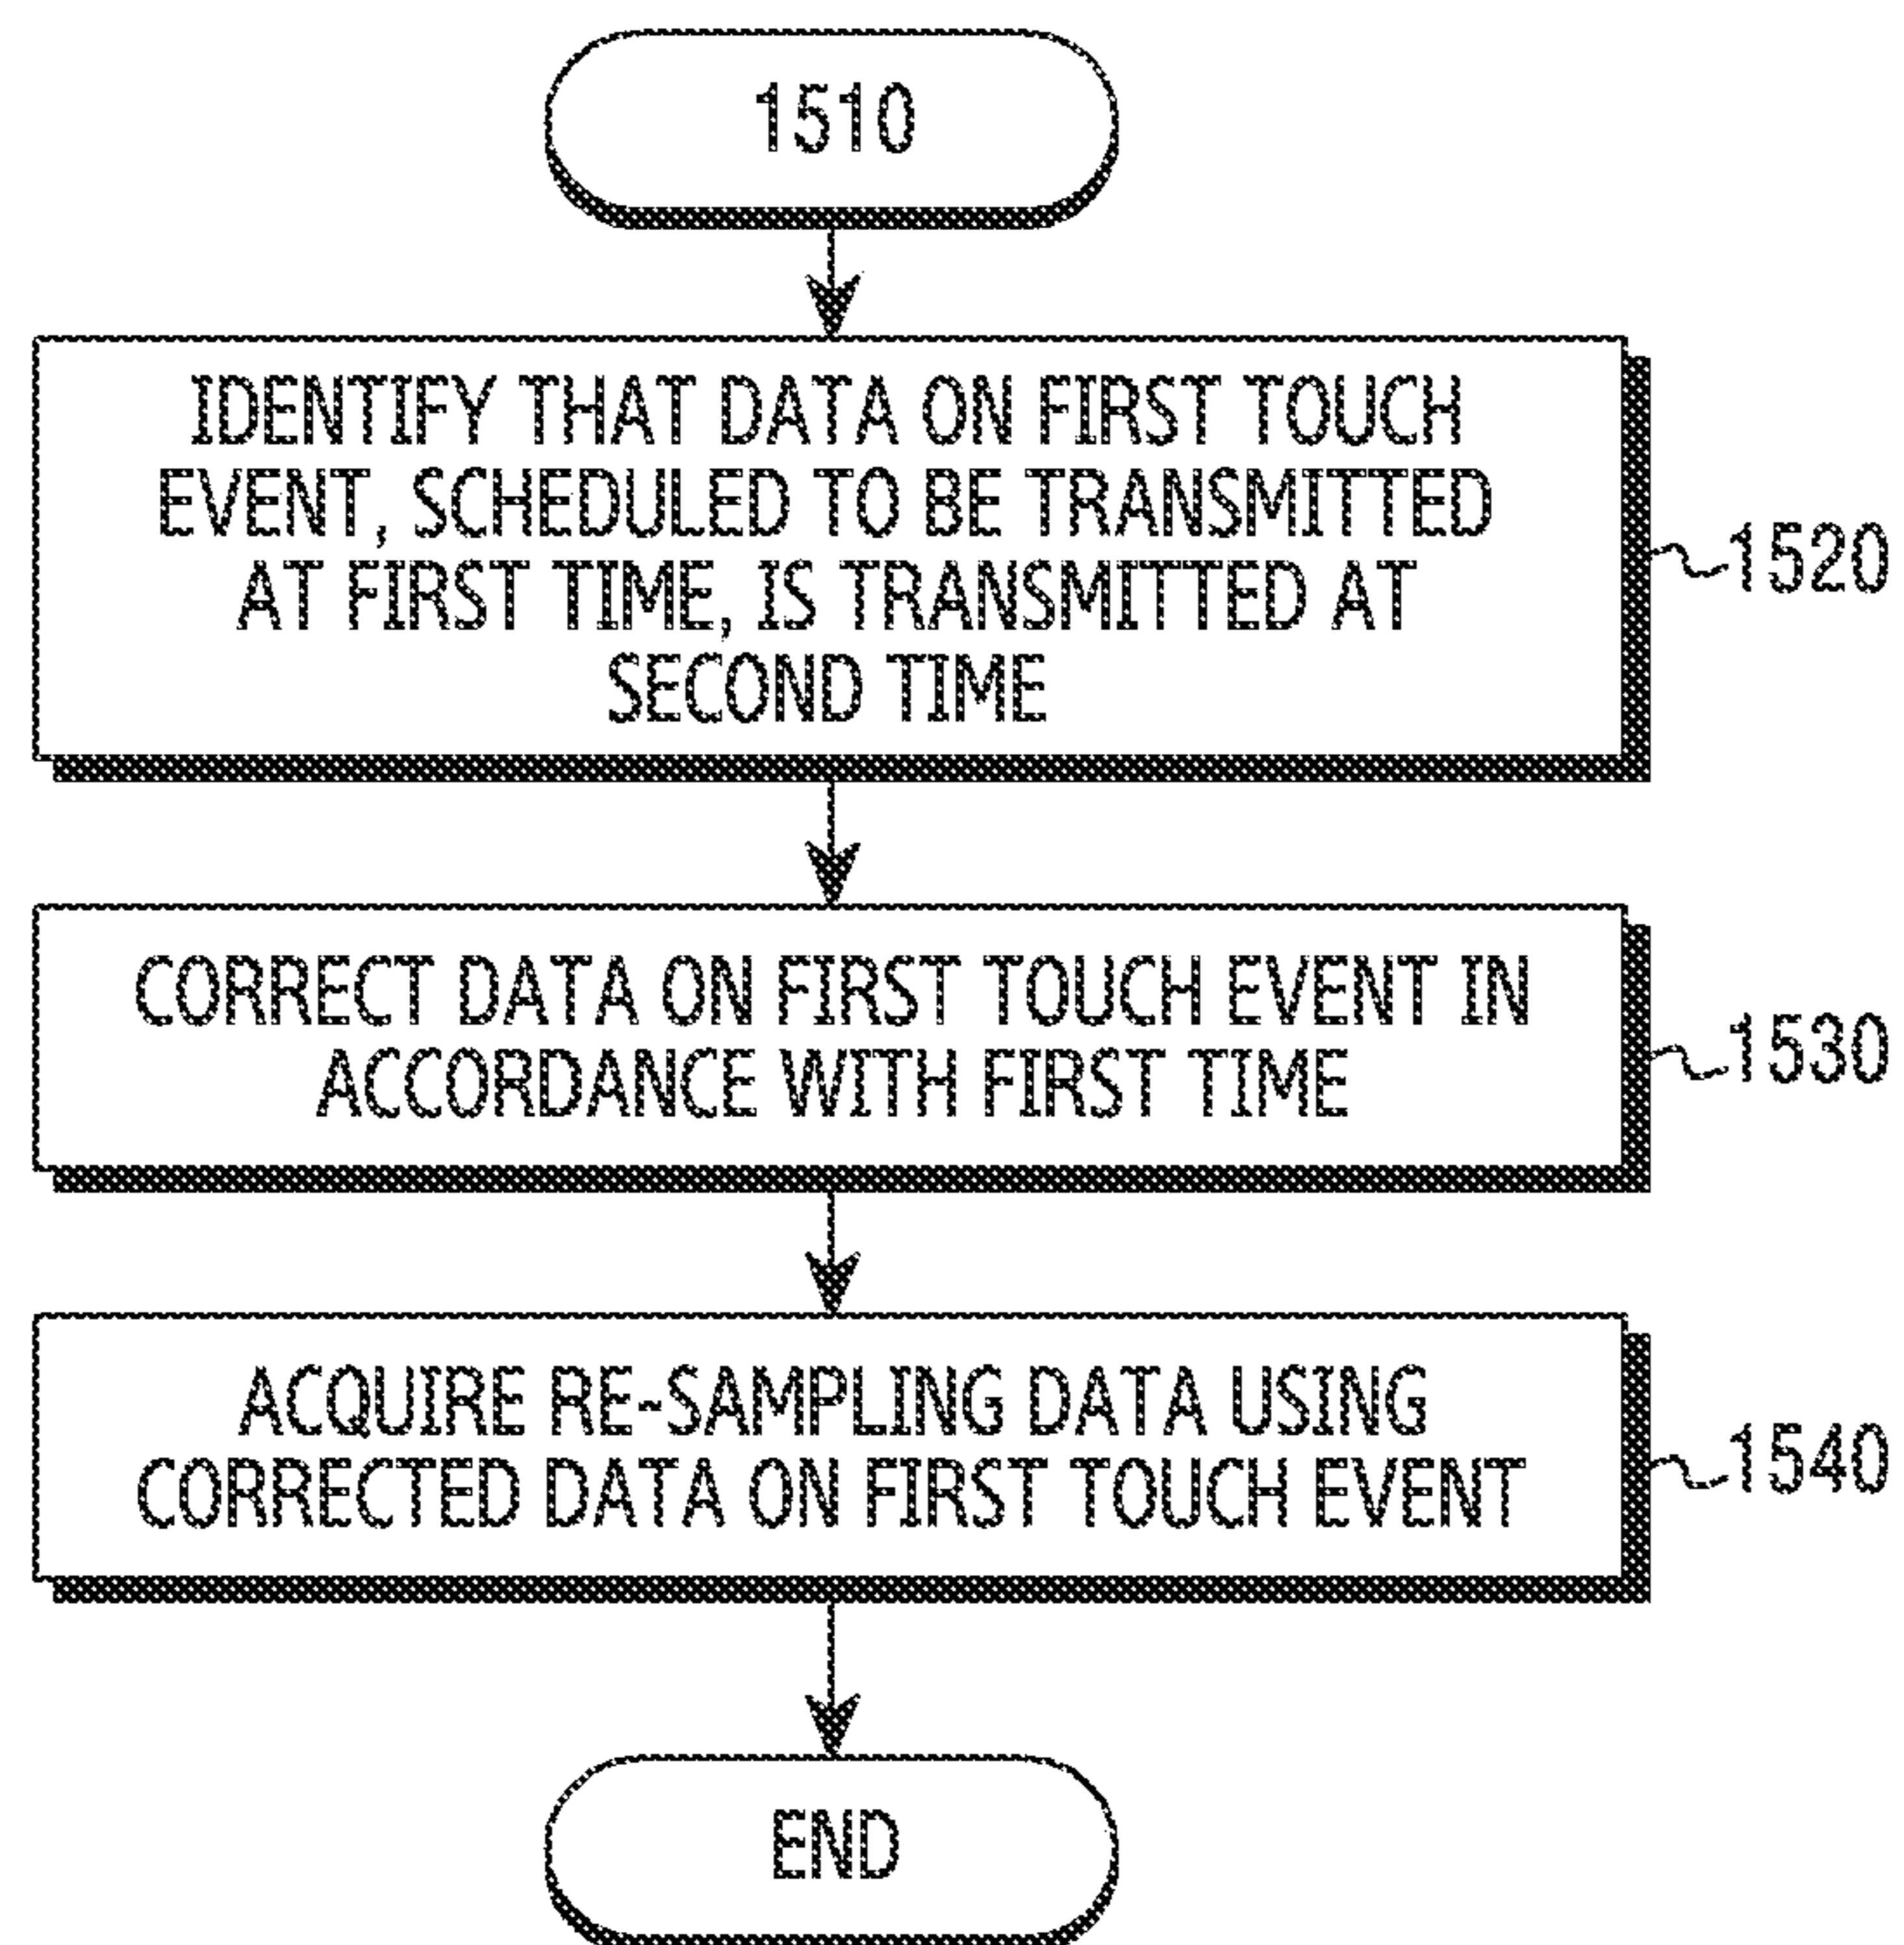 1510
IDENTIFY THAT DATA ON FIRST TOUCH
EVENT, SCHEDULED TO BE TRANSMITTED
AT FIRST TIME, IS TRANSMITTED AT
SECOND TIME
1520
CORRECT DATA ON FIRST TOUCH EVENT IN
ACCORDANCE WITH FIRST TIME
1530
ACQUIRE RE-SAMPLING DATA USING
CORRECTED DATA ON FIRST TOUCH EVENT
1540
END